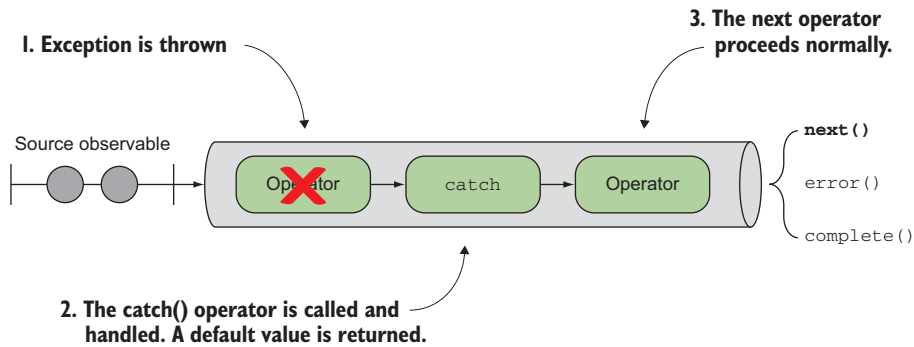 1. Exception is thrown
3. The next operator
proceeds normally.
Source observable
Operator
catch
Operator
next()
error()
complete()
2. The catch() operator is called and
handled. A default value is returned.